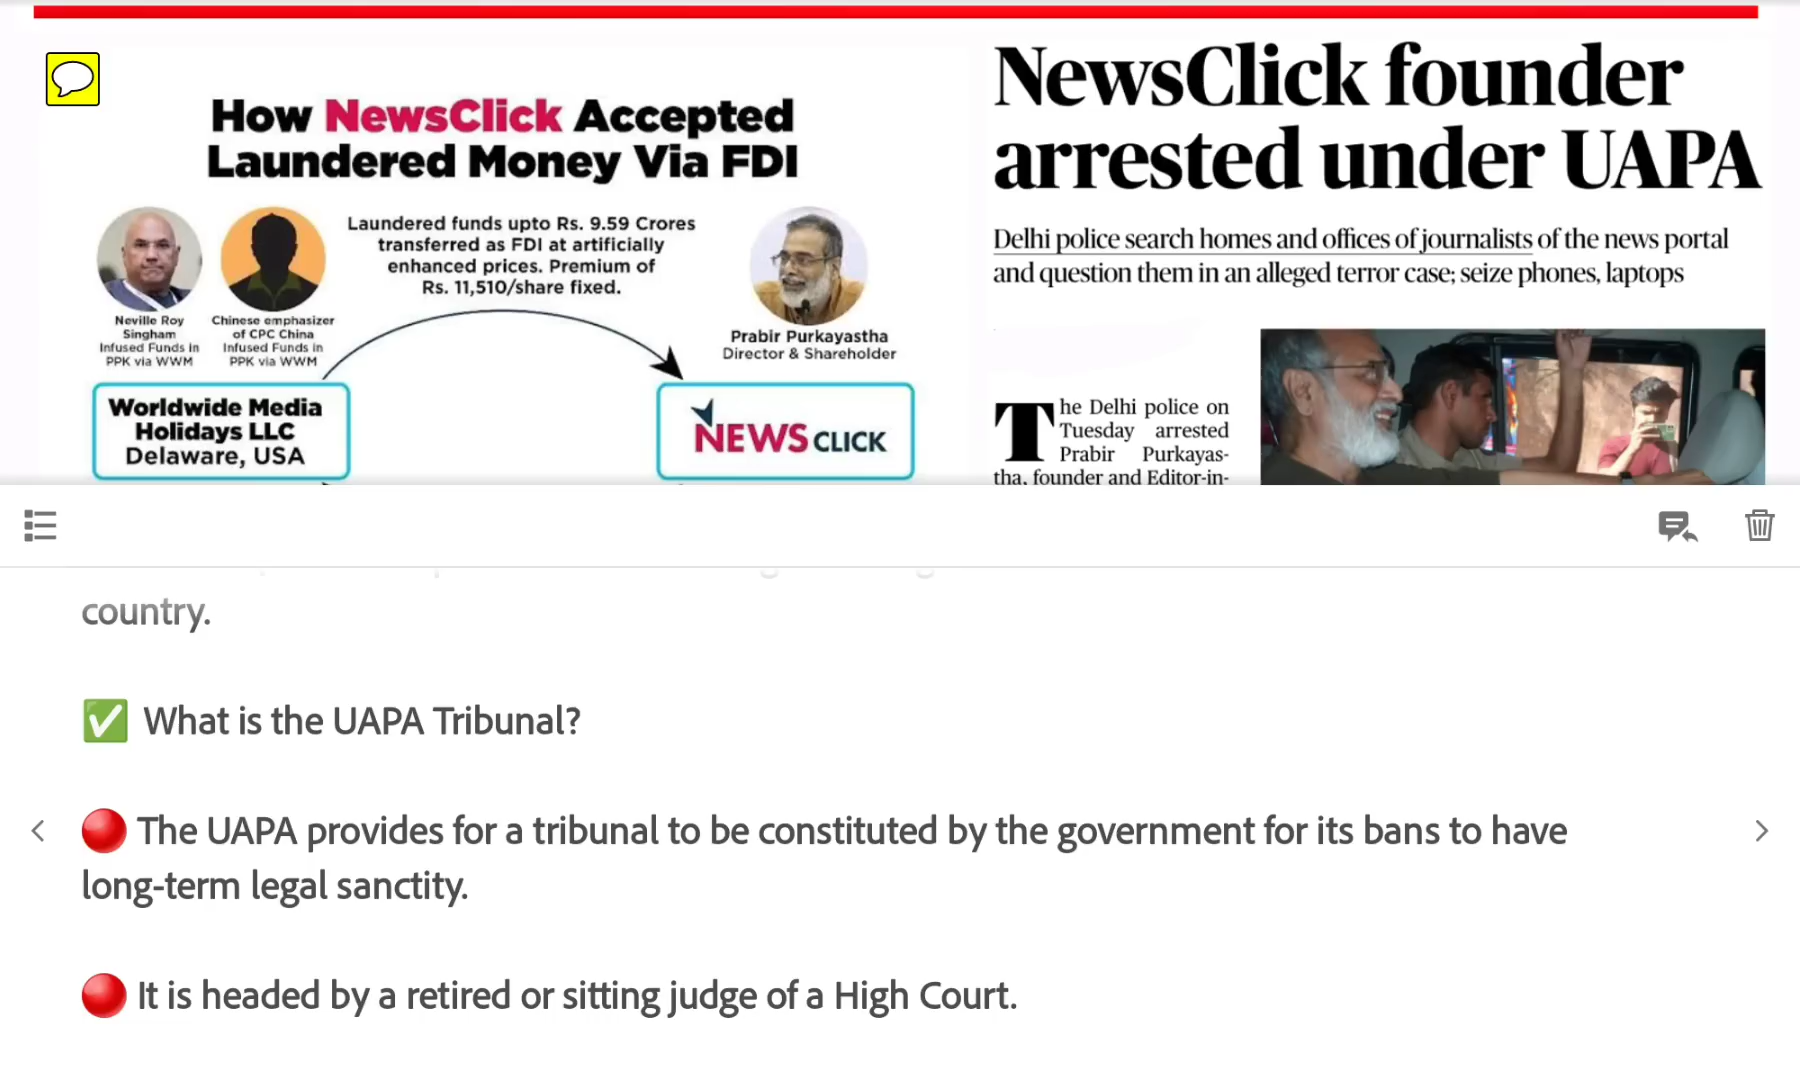 How NewsClick Accepted
Laundered Money Via FDI
Laundered funds upto Rs. 9.59 Crores
transferred as FDI at artificially
enhanced prices. Premium of
Rs. 11,510/share fixed.
Neville Roy
Singham
Infused Funds in
PPK via WWM
Chinese emphasizer
of CPC China
Infused Funds in
PPK via WWM
Prabir Purkayastha
Director & Shareholder
Worldwide Media
Holidays LLC
Delaware, USA
NEWS CLICK
NewsClick founder
arrested under UAPA
Delhi police search homes and offices of journalists of the news portal
and question them in an alleged terror case; seize phones, laptops
The Delhi police on
Tuesday arrested
Prabir Purkayas-
tha, founder and Editor-in-
country.
✅ What is the UAPA Tribunal?
🔴 The UAPA provides for a tribunal to be constituted by the government for its bans to have
long-term legal sanctity.
🔴 It is headed by a retired or sitting judge of a High Court.